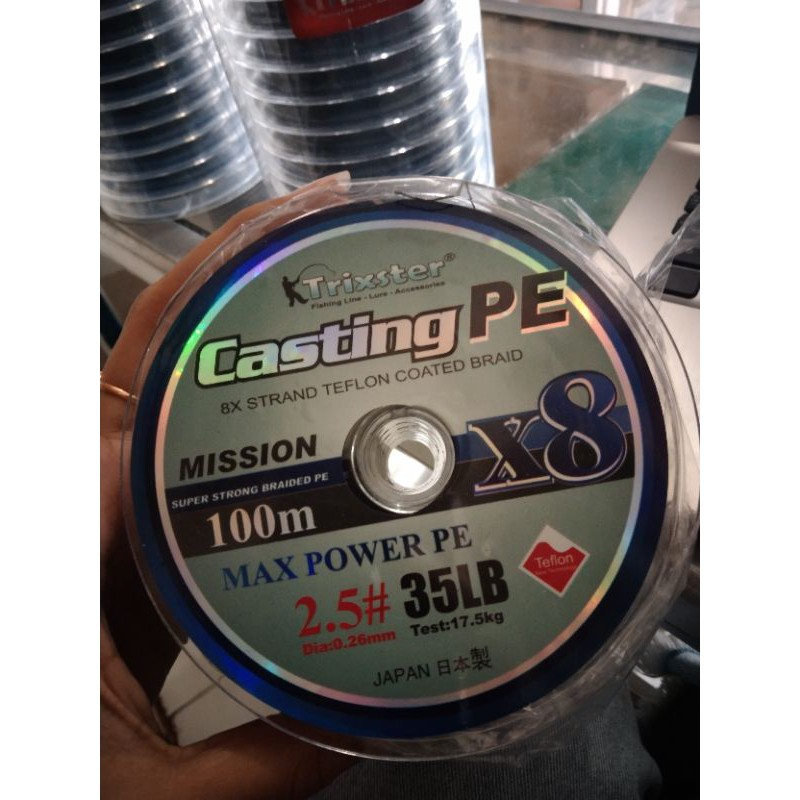 Trixster®
Fishing Line - Lure - Accessories
Casting PE
8X STRAND TEFLON COATED BRAID
X8
MISSION
SUPER STRONG BRAIDED PE
100m
MAX POWER PE
Teflon
2.5# 35LB
Dia:0.26mm Test:17.5kg
JAPAN 日本製